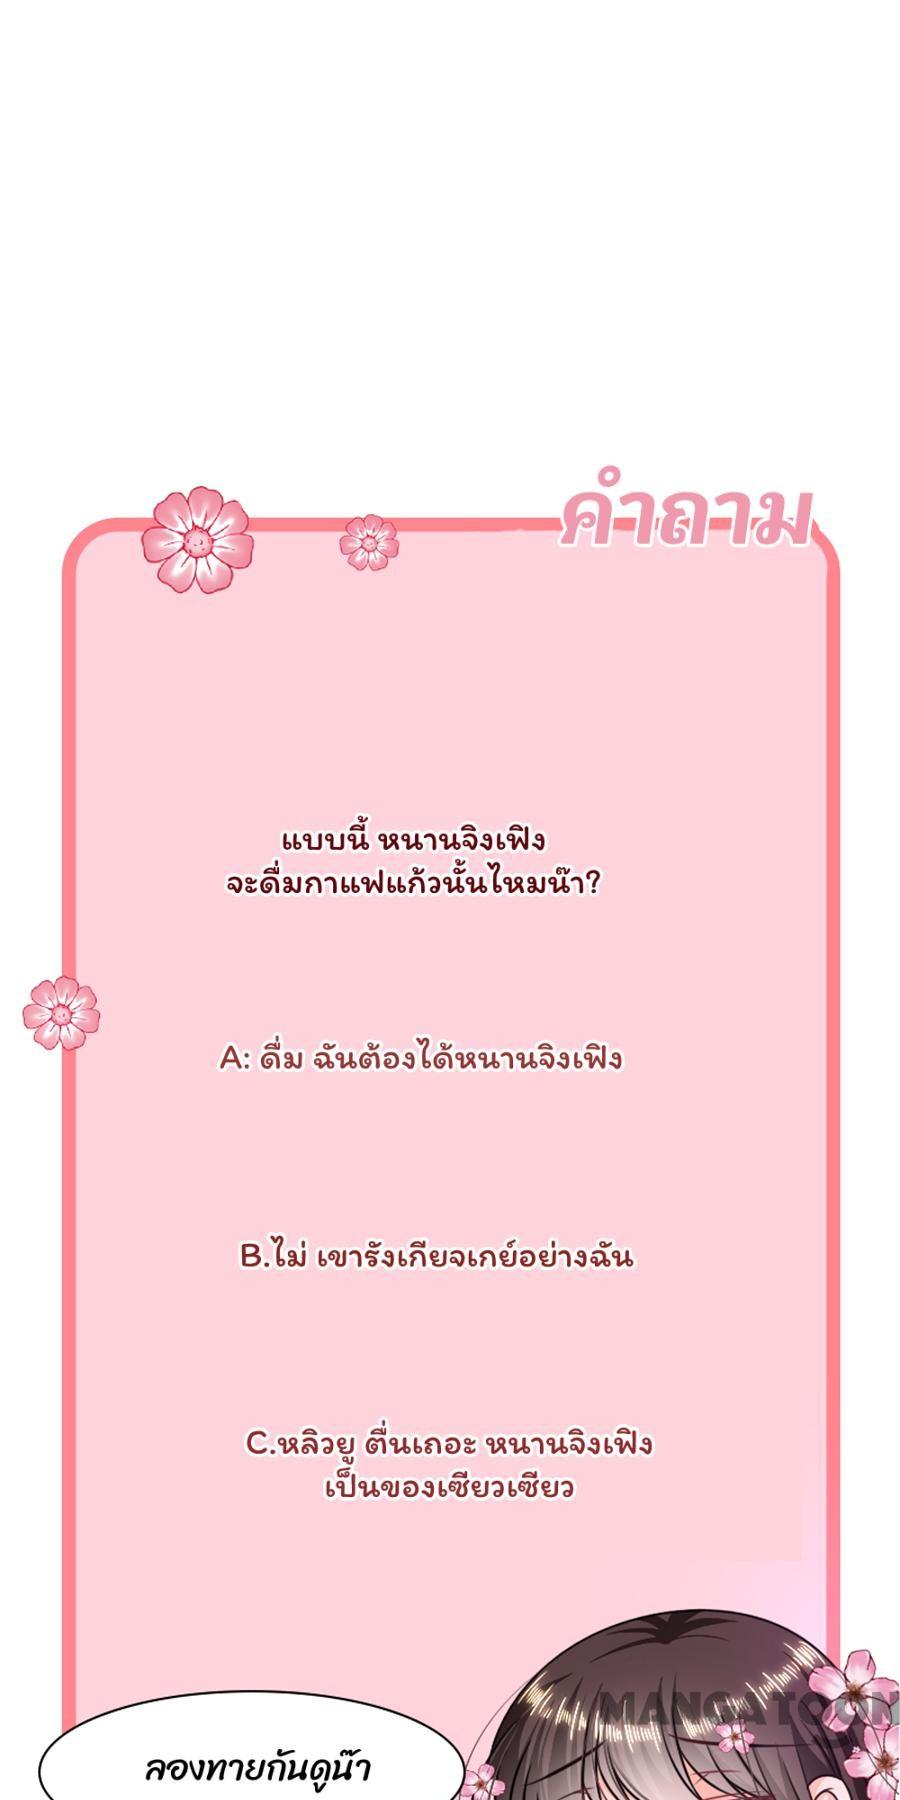 คำถาม
แบบนี้ หนานจิงเฟิง
จะดื่มกาแฟแก้วนั้นไหมน๊า?
A: ดื่ม ฉันต้องได้หนานจิงเฟิง
B.ไม่ เขารังเกียจเกย์อย่างฉัน
C.หลิวยู ตื่นเถอะ หนานจิงเฟิง
เป็นของเซียวเซียว
MANGATOON
ลองทายกันดูน๊า